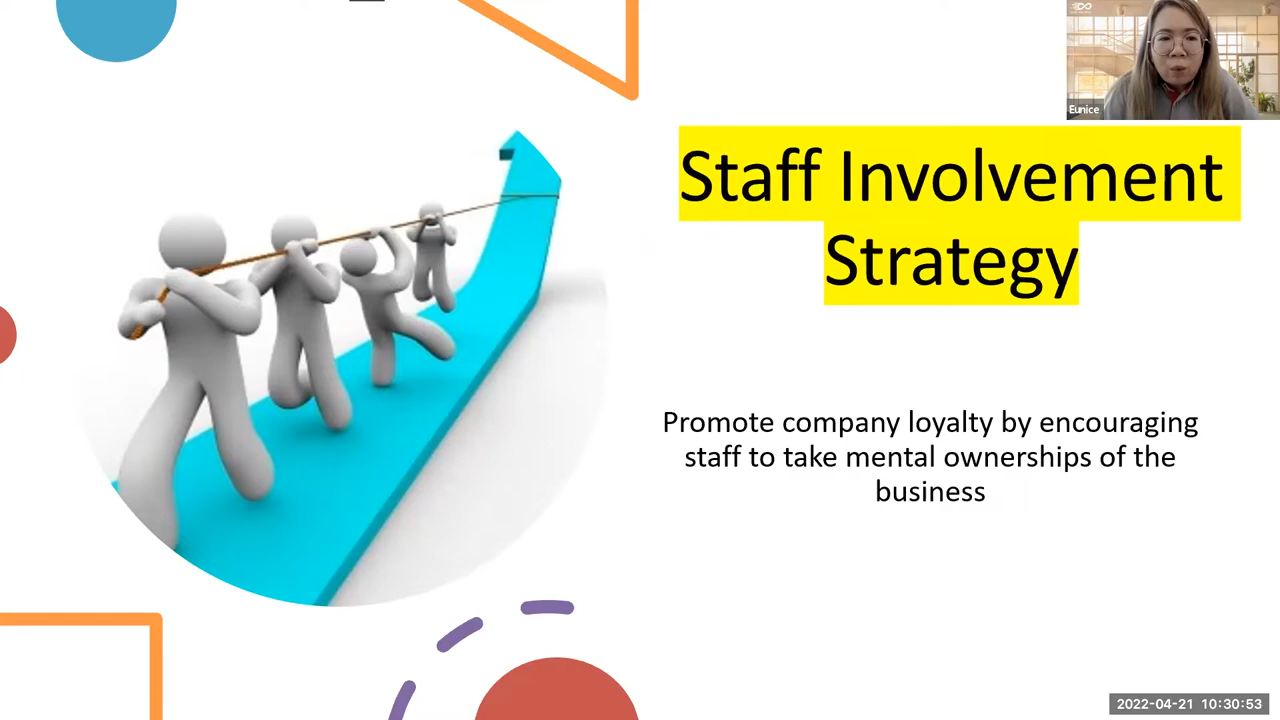 Eunice
Staff Involvement
Strategy
Promote company loyalty by encouraging
staff to take mental ownerships of the
business
2022-04-21 10:30:53